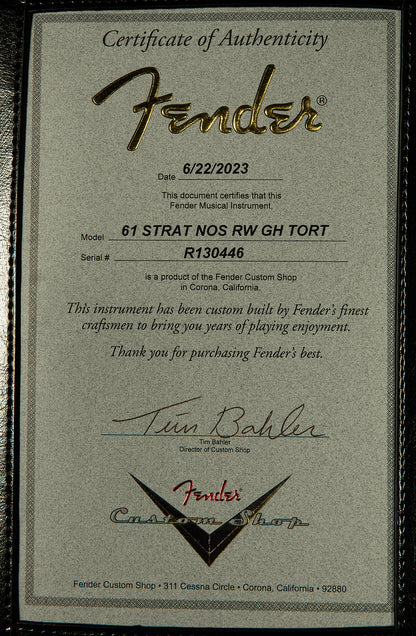 Certificate of Authenticity
Fender®
Date 6/22/2023
This document certifies that this
Fender Musical Instrument,
Model 61 STRAT NOS RW GH TORT
Serial # R130446
is a product of the Fender Custom Shop
in Corona, California.
This instrument has been custom built by Fender's finest
craftsmen to bring you years of playing enjoyment.
Thank you for purchasing Fender's best.
Tim Bahler
Tim Bahler
Director of Custom Shop
Fender
Custom Shop
Fender Custom Shop • 311 Cessna Circle • Corona, California • 92880